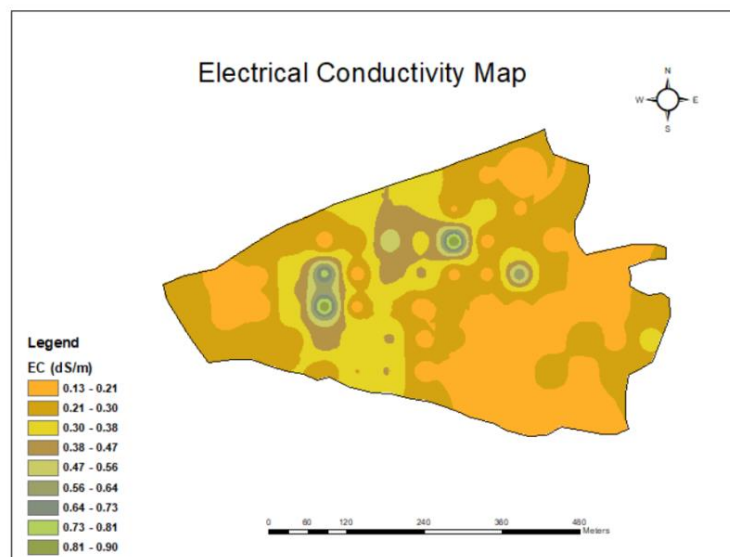 Electrical Conductivity Map
N
W E
S
Legend
EC (dS/m)
0.13 - 0.21
0.21 - 0.30
0.30 - 0.38
0.38 - 0.47
0.47 - 0.56
0.56 - 0.64
0.64 - 0.73
0.73 - 0.81
0.81 - 0.90
0 60 120 240 360 480
Meters